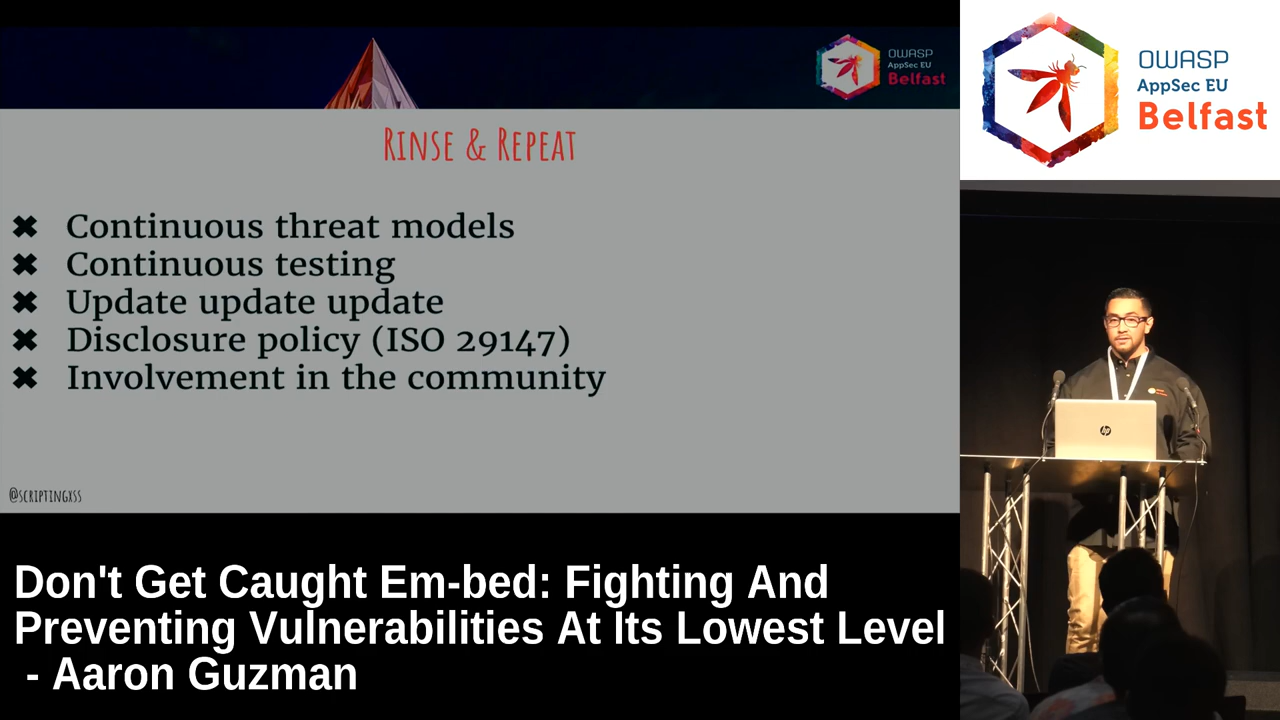 OWASP
AppSec EU
Belfast
RINSE & REPEAT
✖ Continuous threat models
✖ Continuous testing
✖ Update update update
✖ Disclosure policy (ISO 29147)
✖ Involvement in the community
@SCRIPTINGXSS
OWASP
AppSec EU
Belfast
hp
Don't Get Caught Em-bed: Fighting And
Preventing Vulnerabilities At Its Lowest Level
- Aaron Guzman